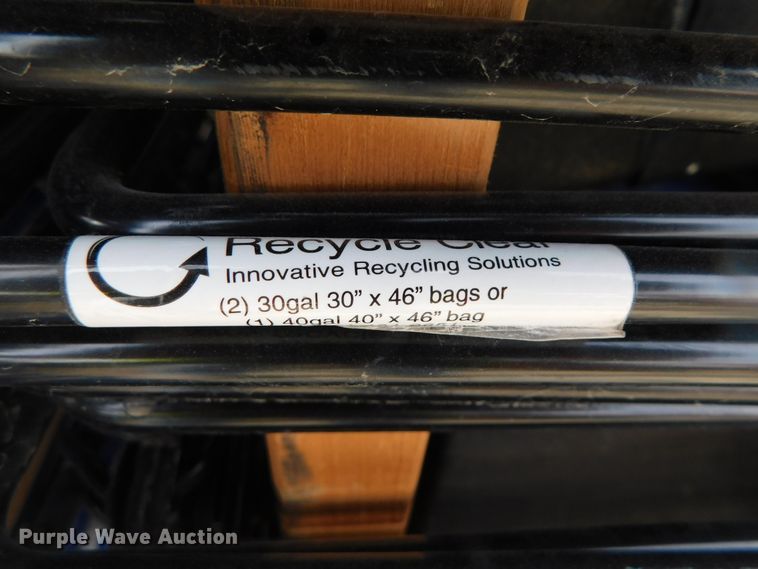 Recycle Clear
Innovative Recycling Solutions
(2) 30gal 30” x 46” bags or
(1) 40gal 40” x 46” bag
Purple Wave Auction